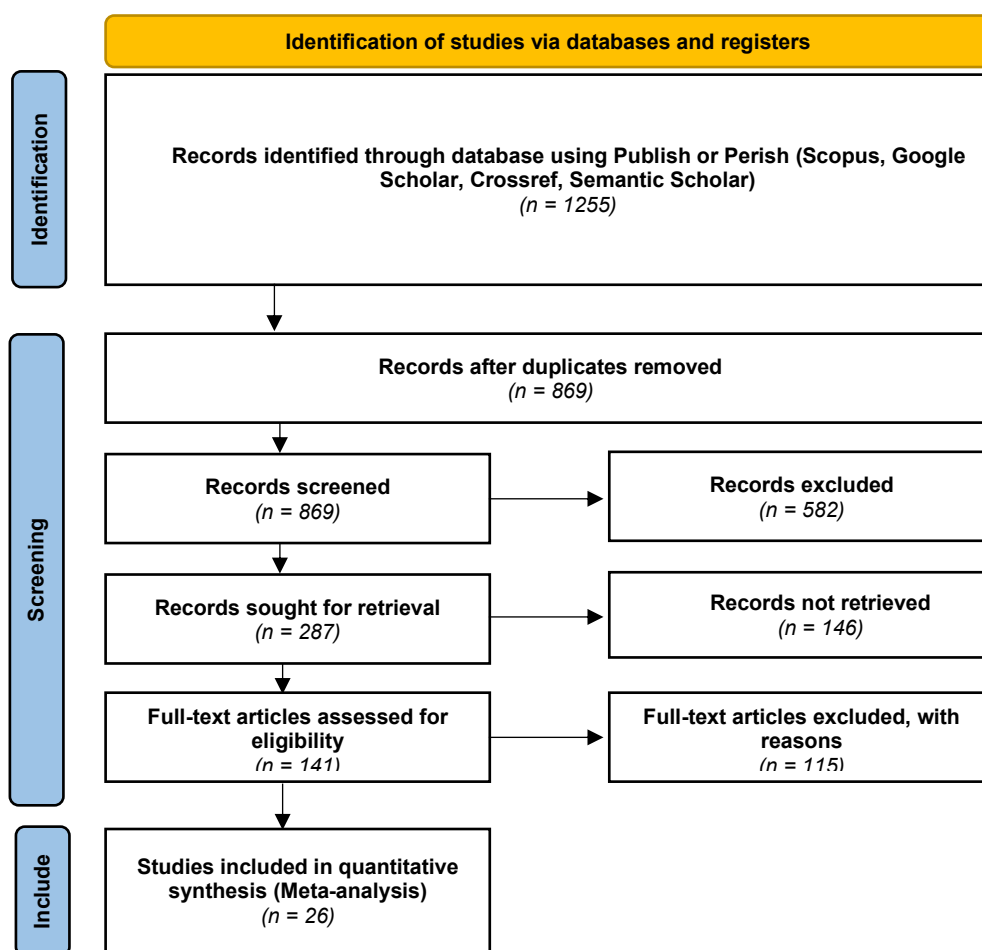 Identification of studies via databases and registers
Identification
Records identified through database using Publish or Perish (Scopus, Google
Scholar, Crossref, Semantic Scholar)
(n = 1255)
Screening
Records after duplicates removed
(n = 869)
Records screened
(n = 869)
Records excluded
(n = 582)
Records sought for retrieval
(n = 287)
Records not retrieved
(n = 146)
Full-text articles assessed for
eligibility
(n = 141)
Full-text articles excluded, with
reasons
(n = 115)
Include
Studies included in quantitative
synthesis (Meta-analysis)
(n = 26)